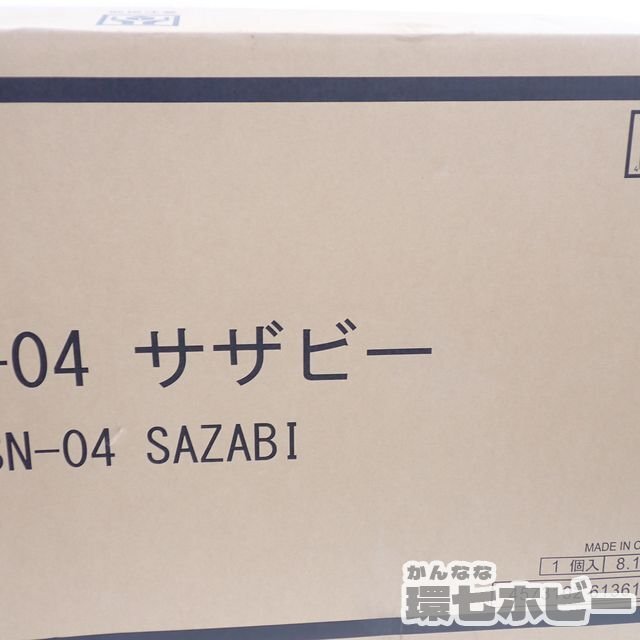 -04 サザビー
SN-04 SAZABI
MADE IN C
1 個入 8.1
かんなな
環七ホビー